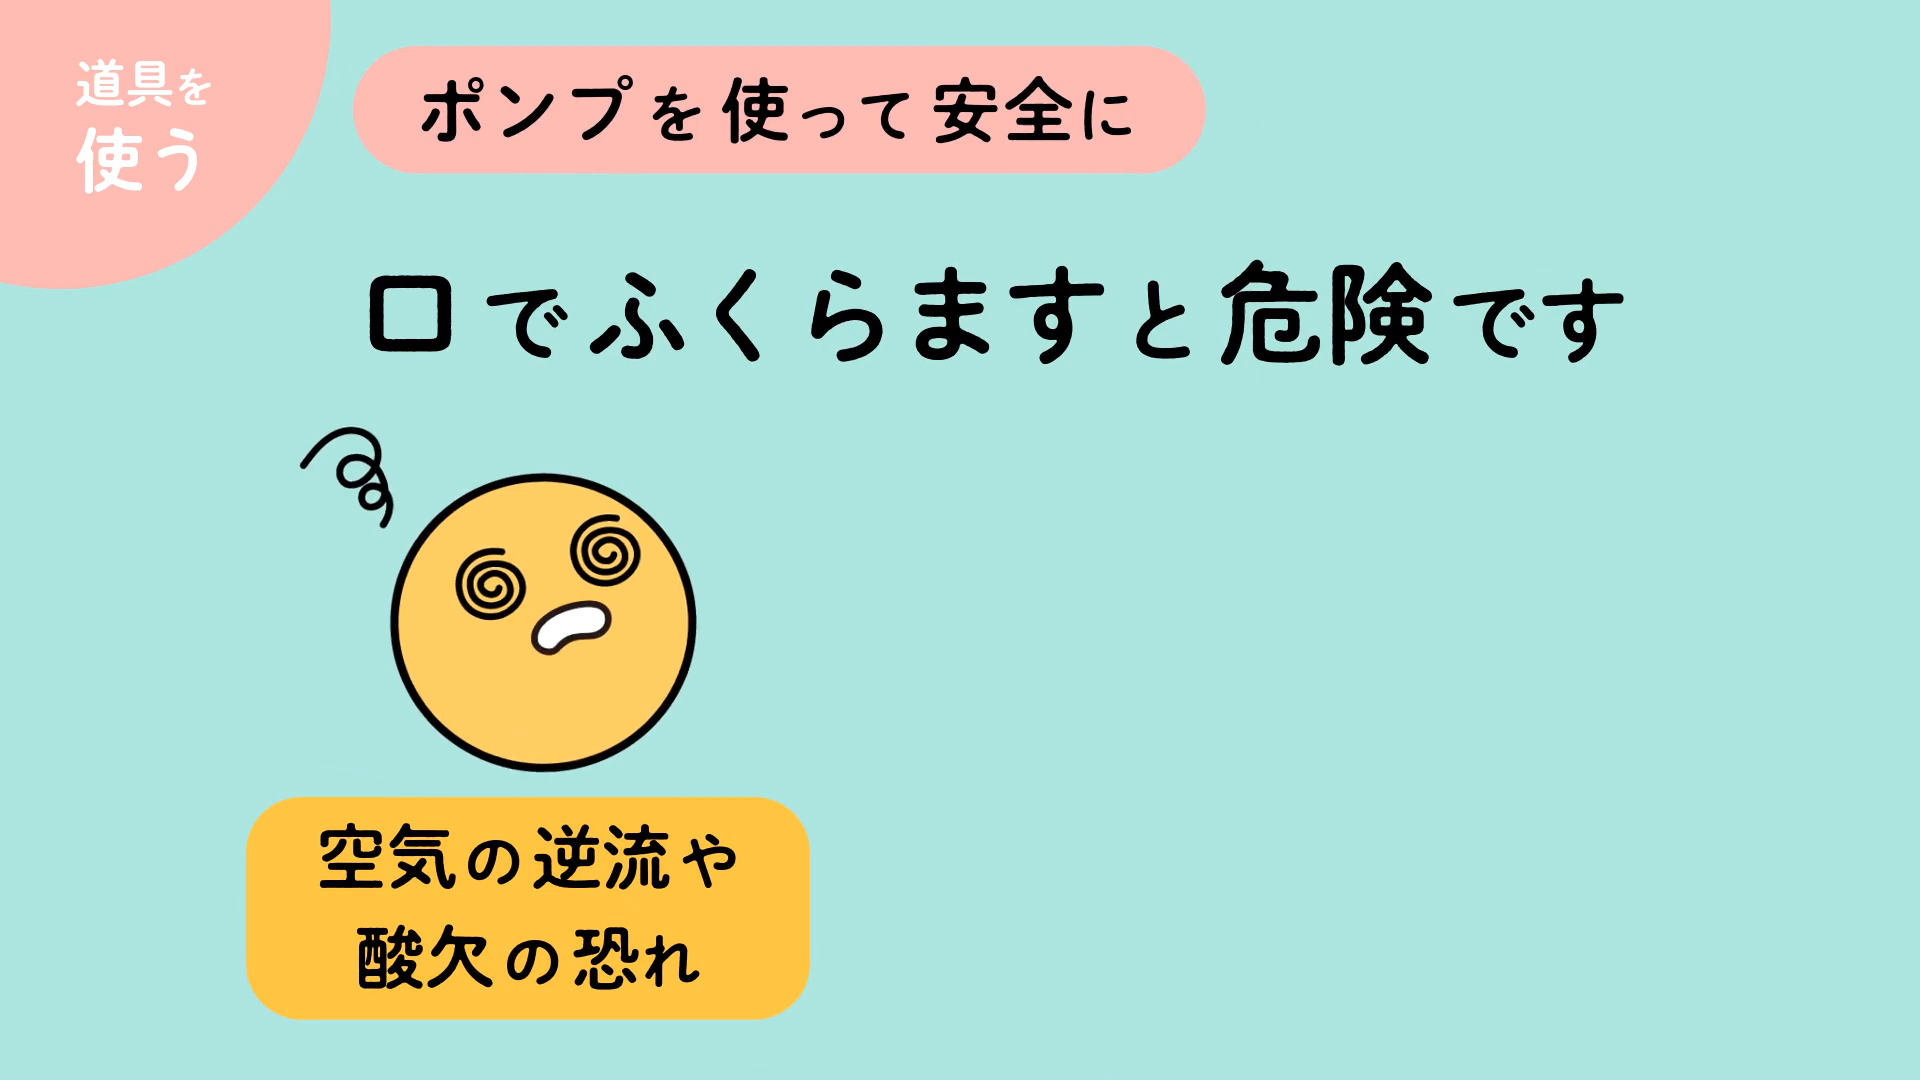 道具を
使う
ポンプを使って安全に
口でふくらますと危険です
空気の逆流や
酸欠の恐れ